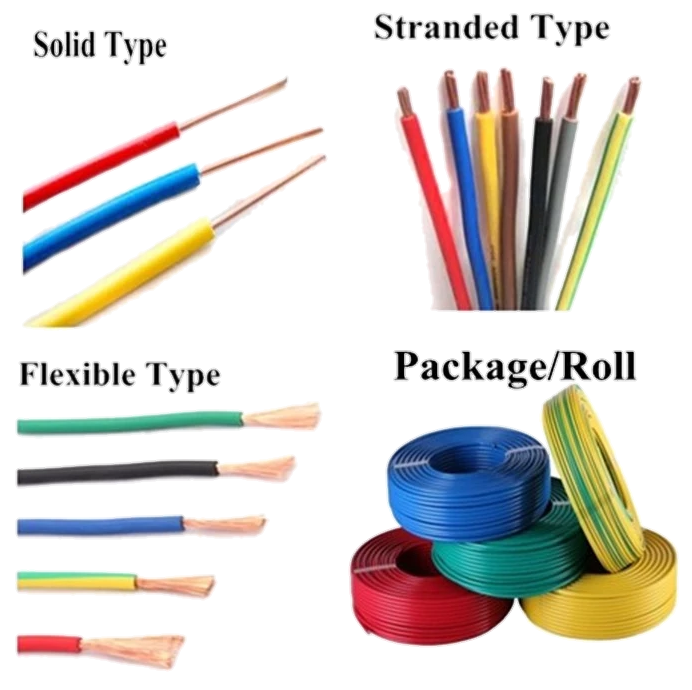 Solid Type
Stranded Type
Flexible Type
Package/Roll